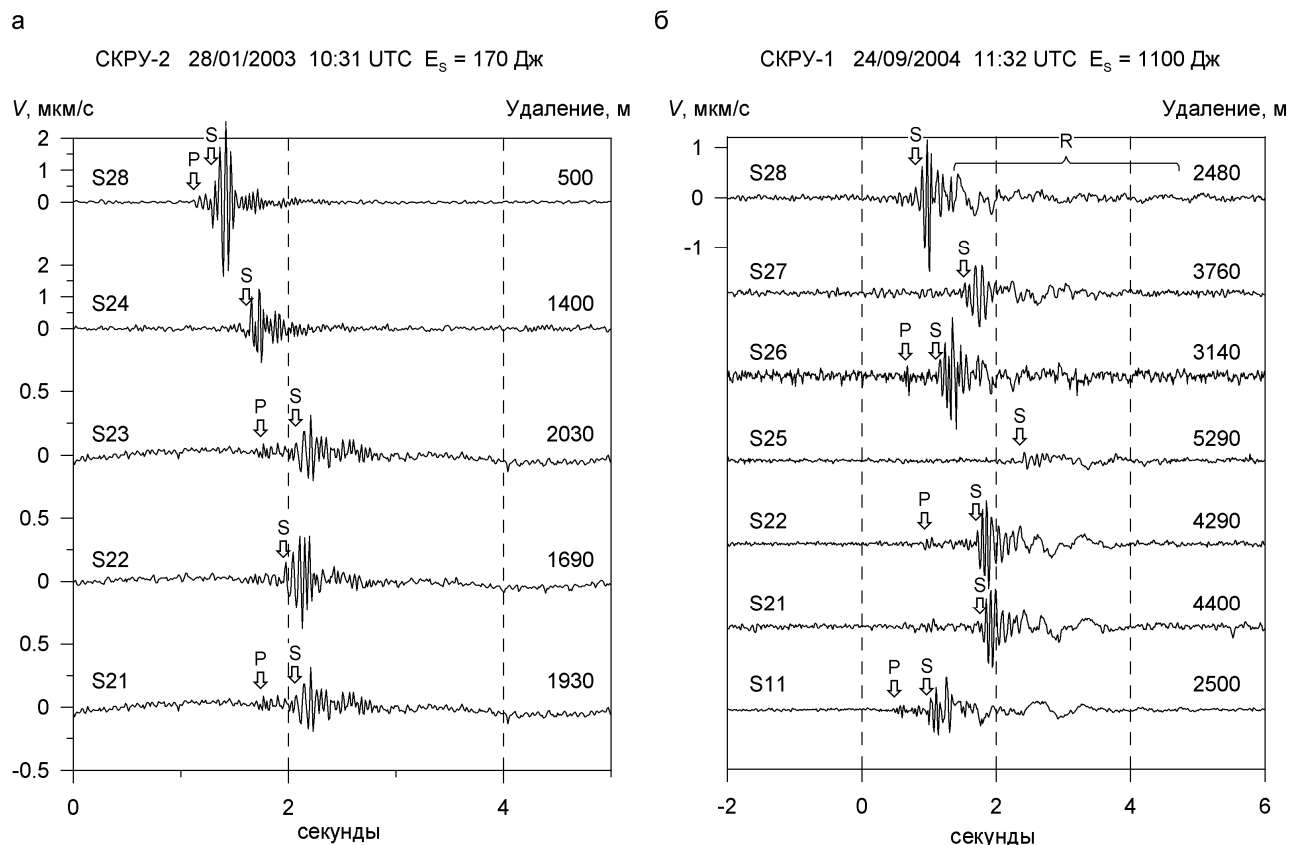 а
СКРУ-2 28/01/2003 10:31 UTC Es = 170 Дж
V, мкм/с Удаление, м
2
1
0
S28
P
S
500
2
1
0
S24
S
1400
0.5
0
S23
P
S
2030
0.5
0
S22
S
1690
0.5
0
-0.5
S21
P
S
1930
0 2 4
секунды
б
СКРУ-1 24/09/2004 11:32 UTC Es = 1100 Дж
V, мкм/с Удаление, м
1
0
-1
S28
S
R
2480
S27
S
3760
S26
P
S
3140
S25
S
5290
S22
P
S
4290
S21
S
4400
S11
P
S
2500
-2 0 2 4 6
секунды